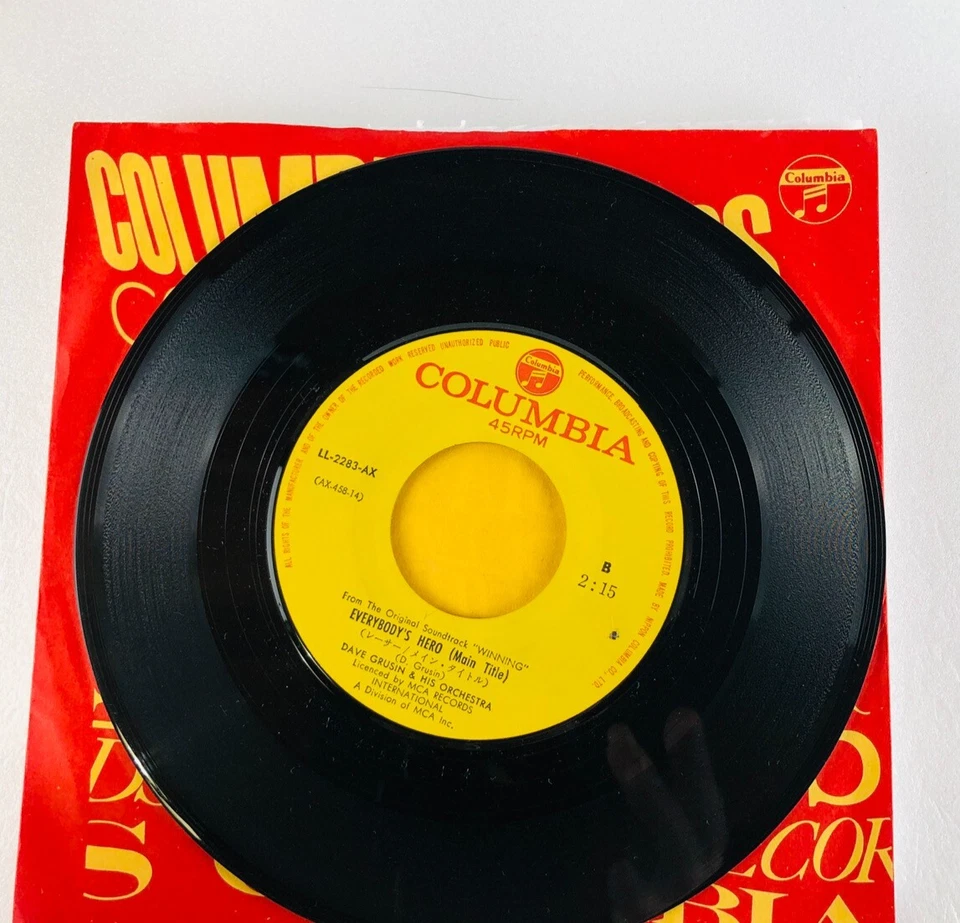 COLUM
S
Columbia
C
ALL RIGHTS OF THE MANUFACTURER AND OF THE OWNER OF THE RECORDED WORK RESERVED UNAUTHORIZED PUBLIC
PERFORMANCE, BROADCASTING AND COPYING OF THIS RECORD PROHIBITED. MADE BY NIPPON COLUMBIA CO., LTD
Columbia
COLUMBIA
45RPM
LL-2283-AX
(AX-458-14)
B
2:15
From The Original Soundtrack "WINNING"
EVERYBODY'S HERO (Main Title)
(レーサー/メイン・タイトル)
(D. Grusin)
DAVE GRUSIN & HIS ORCHESTRA
Licenced by MCA RECORDS
INTERNATIONAL
A Division of MCA Inc.
DS
D
S
ECOR
BIA